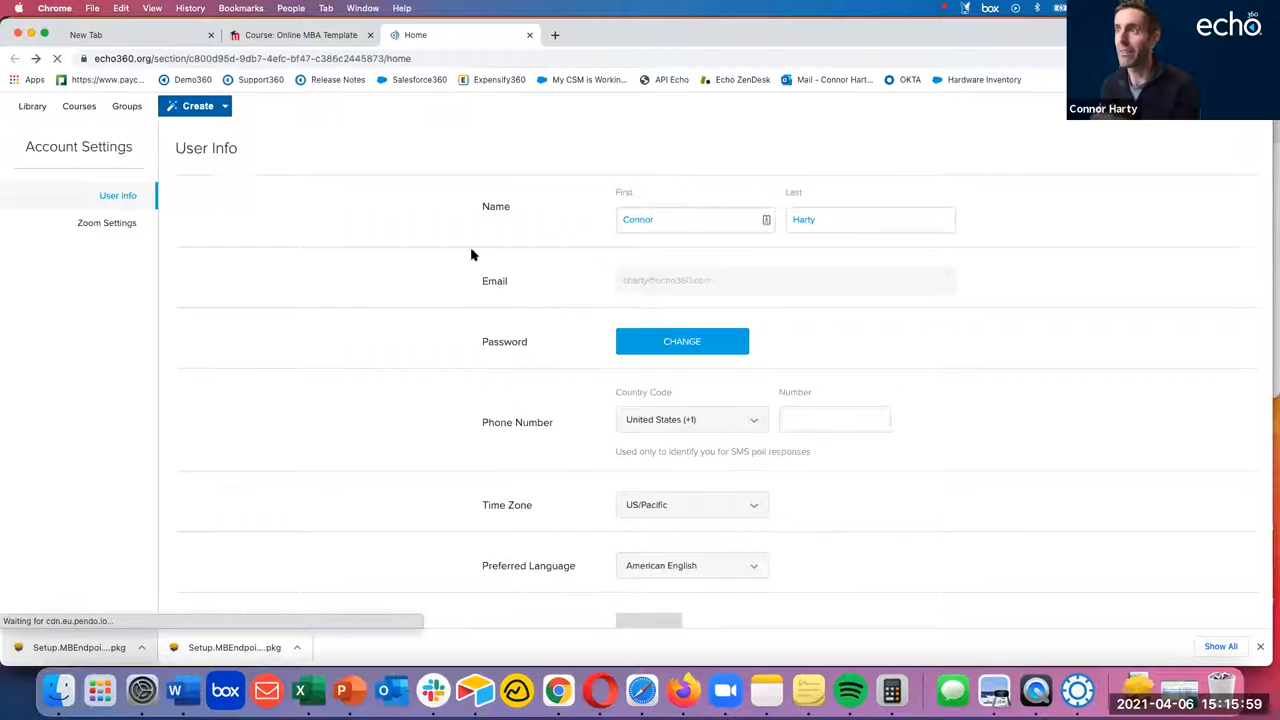 Chrome File Edit View History Bookmarks People Tab Window Help box
New Tab Course: Online MBA Template Home
echo360.org/section/c800d95d-9db7-4efc-bf47-c386c2445873/home
Apps https://www.payc... Demo360 Support360 Release Notes Salesforce360 Expensify360 My CSM is Workin... API Echo Echo ZenDesk Mail - Connor Hart... OKTA Hardware Inventory
echo 360
Connor Harty
Library Courses Groups Create
Account Settings
User Info
Zoom Settings
User Info
First Last
Name Connor Harty
Email charty@echo360.com
Password CHANGE
Country Code Number
Phone Number United States (+1)
Used only to identify you for SMS poll responses
Time Zone US/Pacific
Preferred Language American English
Waiting for cdn.eu.pendo.io...
Setup.MBEndpoi....pkg Setup.MBEndpoi....pkg Show All
box
2021-04-06 15:15:59